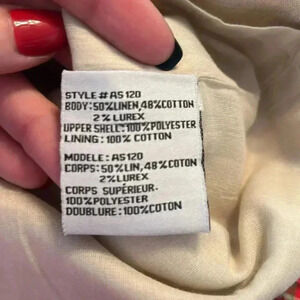 STYLE # AS120
BODY:50%LINEN,48%COTTON
2% LUREX
UPPER SHELL:100%POLYESTER
LINING: 100% COTTON
MODELE: AS120
CORPS:50%LIN,48%COTON
2%LUREX
CORPS SUPÉRIEUR:
100%POLYESTER
DOUBLURE:100%COTON